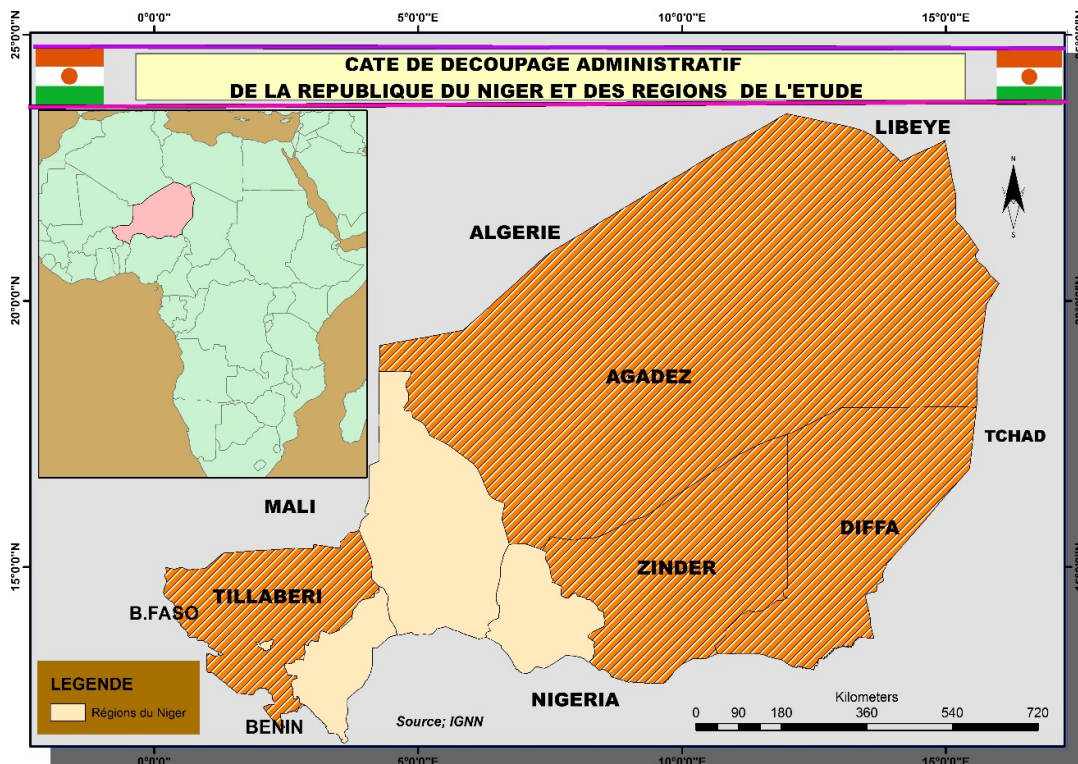 0°0'0"
5°0'0"N
10°0'0"N
15°0'0"N
25°0'0"N
CATE DE DECOUPAGE ADMINISTRATIF
DE LA REPUBLIQUE DU NIGER ET DES REGIONS DE L'ETUDE
LIBEYE
N
S
ALGERIE
20°0'0"N
AGADEZ
TCHAD
MALI
DIFFA
15°0'0"N
ZINDER
TILLABERI
B.FASO
LEGENDE
Régions du Niger
NIGERIA
BENIN
Source; IGNN
Kilometers
0 90 180 360 540 720
0°0'0"
5°0'0"N
10°0'0"N
15°0'0"N